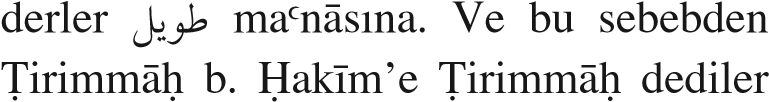 derler طويل maʿnāsına. Ve bu sebebden
Ṭirimmāḥ b. Ḥakīm’e Ṭirimmāḥ dediler